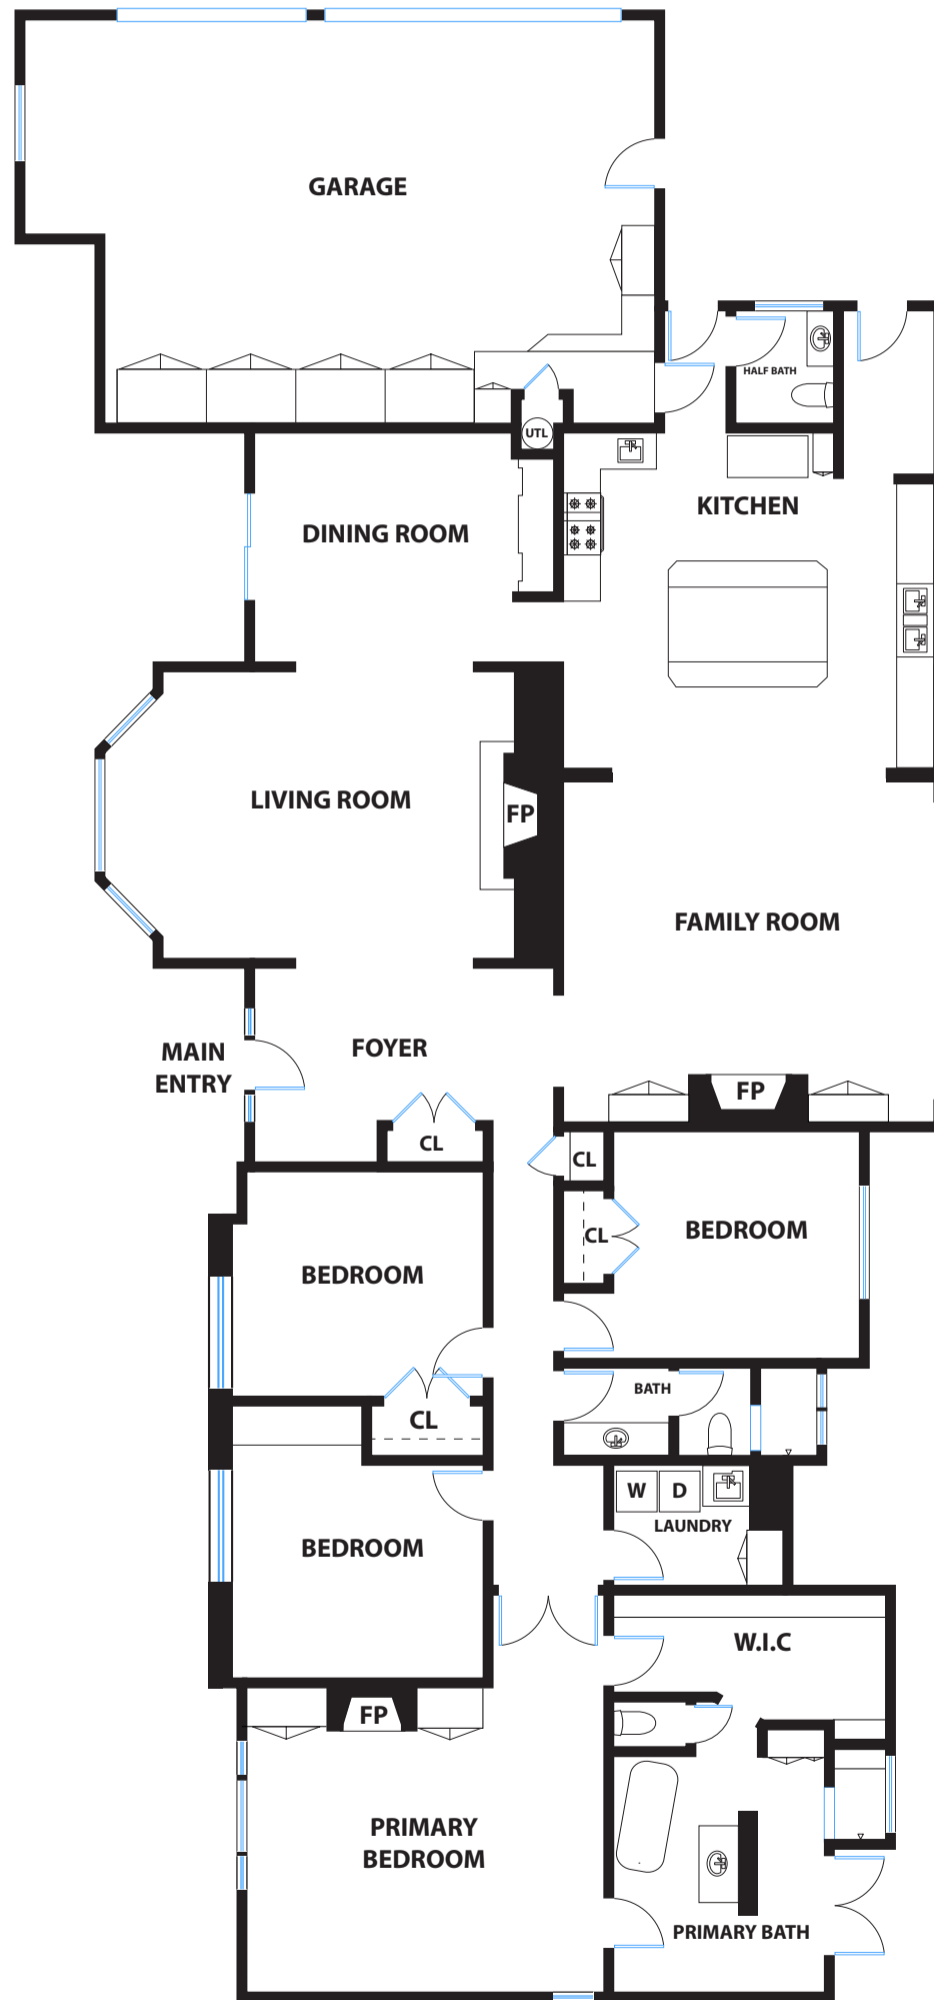 GARAGE
HALF BATH
UTL
KITCHEN
DINING ROOM
LIVING ROOM
FP
FAMILY ROOM
MAIN
ENTRY
FOYER
FP
CL
CL
CL
BEDROOM
BEDROOM
BATH
CL
W
D
LAUNDRY
BEDROOM
W.I.C
FP
PRIMARY
BEDROOM
PRIMARY BATH